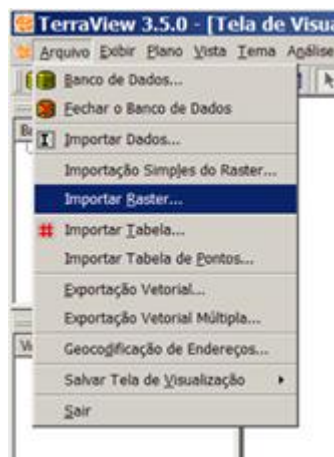 TerraView 3.5.0 - [Tela de Visua
Arquivo Exibir Plano Vista Tema Análise
Banco de Dados...
Fechar o Banco de Dados
Ba
Importar Dados...
Importação Simples do Raster...
Importar Raster...
Importar Tabela...
Importar Tabela de Pontos...
Exportação Vetorial...
Exportação Vetorial Múltipla...
Geocodificação de Endereços...
Salvar Tela de Visualização
Sair